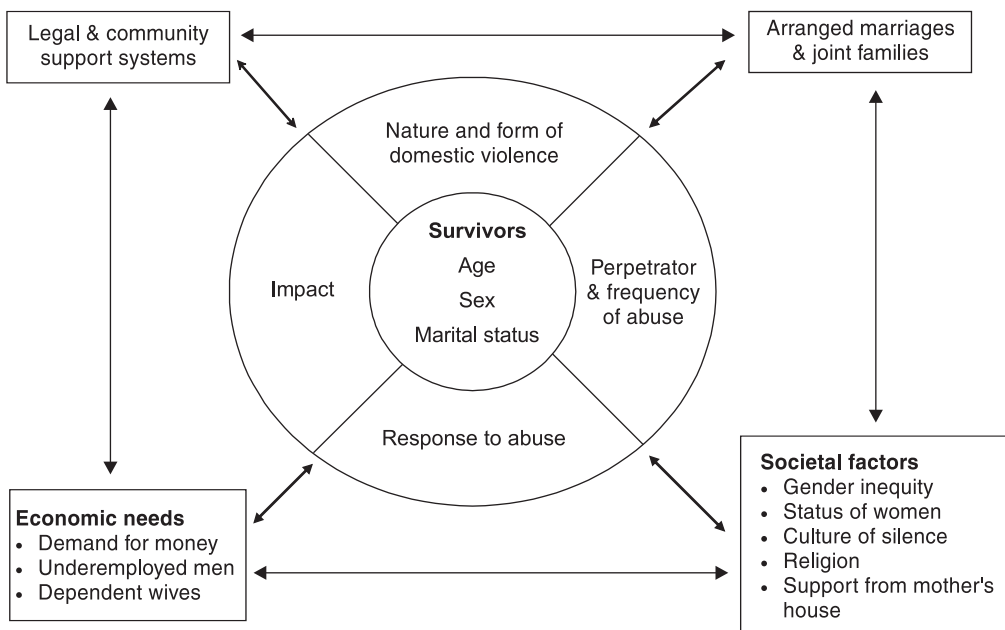 Legal & community
support systems
Arranged marriages
& joint families
Nature and form of
domestic violence
Survivors
Age
Sex
Marital status
Impact
Perpetrator
& frequency
of abuse
Response to abuse
Economic needs
• Demand for money
• Underemployed men
• Dependent wives
Societal factors
• Gender inequity
• Status of women
• Culture of silence
• Religion
• Support from mother's
house